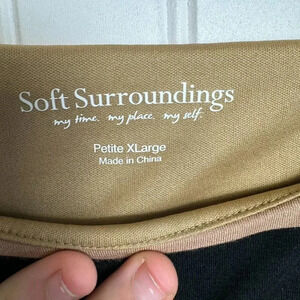 Soft Surroundings
my time. my place. my self.
Petite XLarge
Made in China